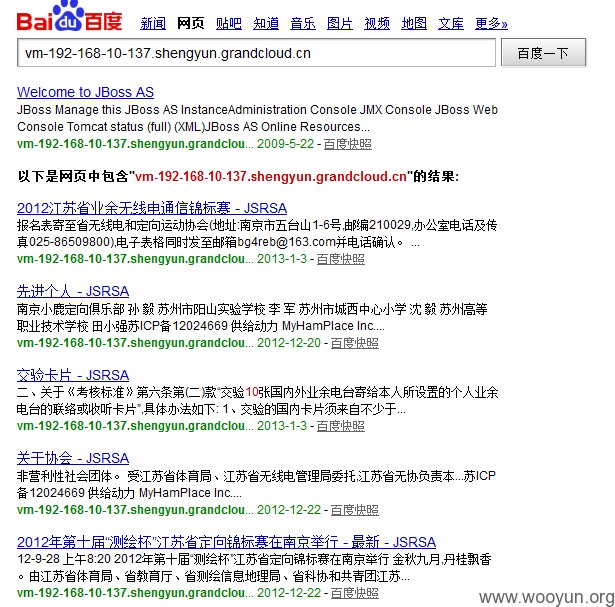 Bai du 百度 新闻 网页 贴吧 知道 音乐 图片 视频 地图 文库 更多»
vm-192-168-10-137.shengyun.grandcloud.cn 百度一下
Welcome to JBoss AS
JBoss Manage this JBoss AS InstanceAdministration Console JMX Console JBoss Web
Console Tomcat status (full) (XML)JBoss AS Online Resources...
vm-192-168-10-137.shengyun.grandclou... 2009-5-22 - 百度快照
以下是网页中包含"vm-192-168-10-137.shengyun.grandcloud.cn"的结果:
2012江苏省业余无线电通信锦标赛 - JSRSA
报名表寄至省无线电和定向运动协会(地址:南京市五台山1-6号,邮编210029,办公室电话及传
真025-86509800),电子表格同时发至邮箱bg4reb@163.com并电话确认。 ...
vm-192-168-10-137.shengyun.grandclou... 2013-1-3 - 百度快照
先进个人 - JSRSA
南京小鹿定向俱乐部 孙 毅 苏州市阳山实验学校 李 军 苏州市城西中心小学 沈 毅 苏州高等
职业技术学校 田小强苏ICP备12024669 供给动力 MyHamPlace Inc....
vm-192-168-10-137.shengyun.grandclou... 2012-12-20 - 百度快照
交验卡片 - JSRSA
二、关于《考核标准》第六条第(二)款“交验10张国内外业余电台寄给本人所设置的个人业余
电台的联络或收听卡片”,具体办法如下: 1、交验的国内卡片须来自不少于...
vm-192-168-10-137.shengyun.grandclou... 2013-1-3 - 百度快照
关于协会 - JSRSA
非营利性社会团体。 受江苏省体育局、江苏省无线电管理局委托,江苏省无协负责本...苏ICP
备12024669 供给动力 MyHamPlace Inc....
vm-192-168-10-137.shengyun.grandclou... 2012-12-22 - 百度快照
2012年第十届“测绘杯”江苏省定向锦标赛在南京举行 - 最新 - JSRSA
12-9-28 上午8:20 2012年第十届“测绘杯”江苏省定向锦标赛在南京举行 金秋九月,丹桂飘香
。由江苏省体育局、省教育厅、省测绘信息地理局、省科协和共青团江苏...
vm-192-168-10-137.shengyun.grandclou... 2012-12-22 - 百度快照
www.wooyun.org